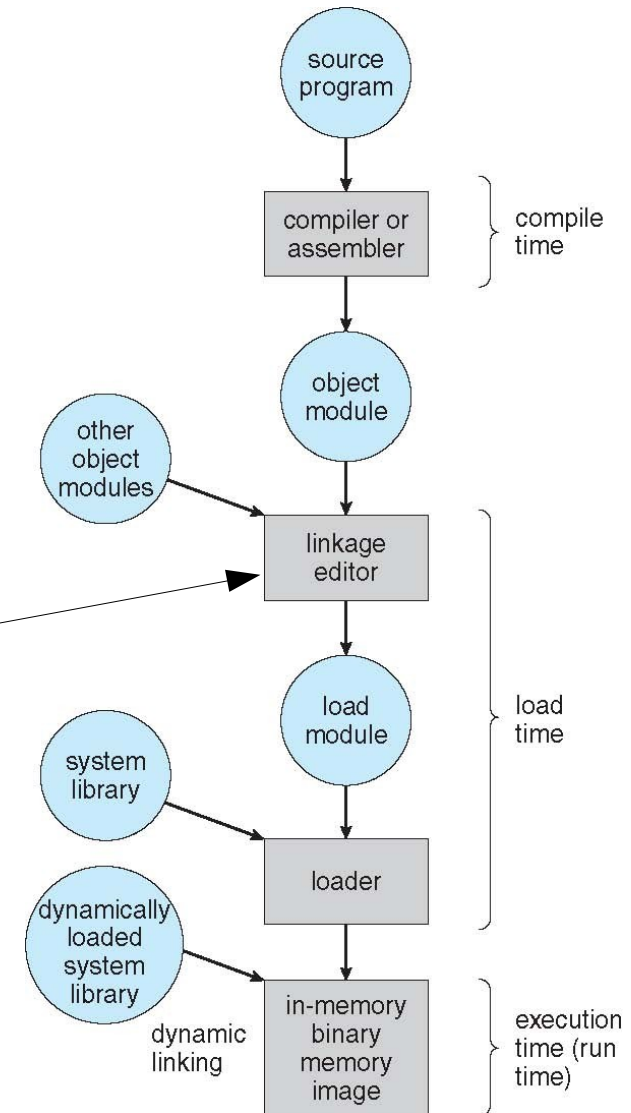 source
program
compiler or
assembler
compile
time
object
module
other
object
modules
linkage
editor
load
module
load
time
system
library
loader
dynamically
loaded
system
library
dynamic
linking
in-memory
binary
memory
image
execution
time (run
time)